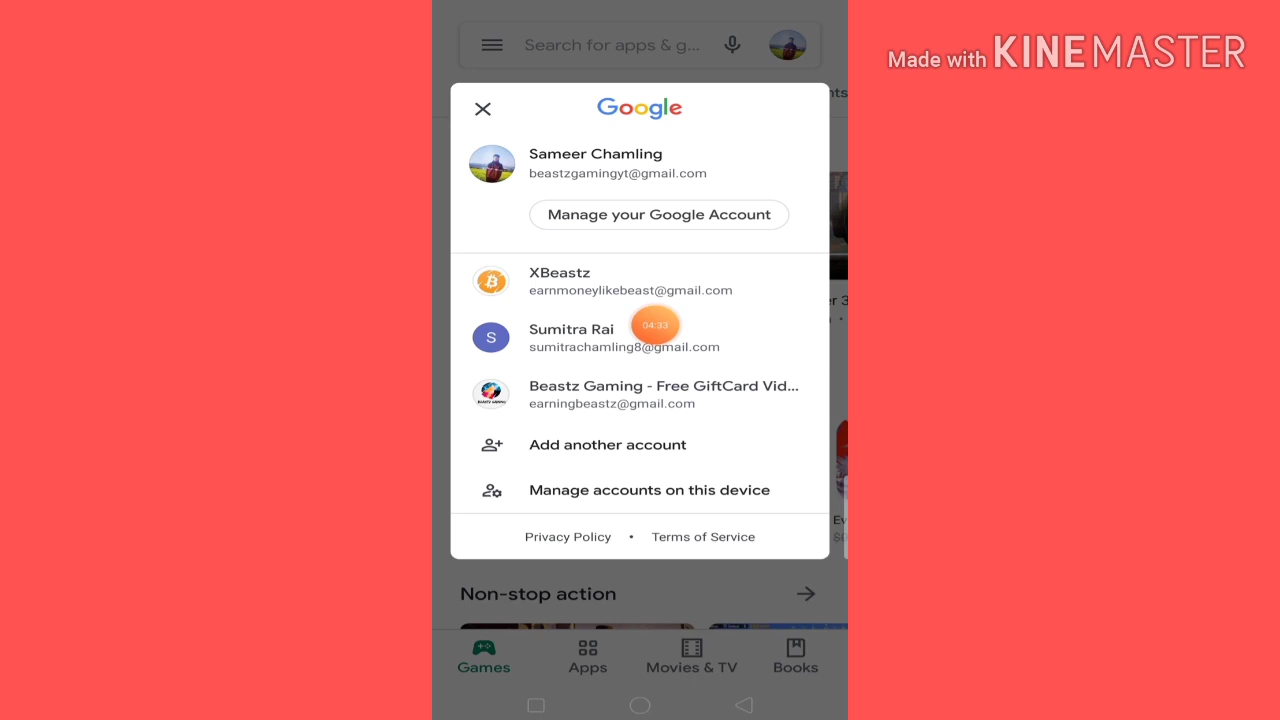 Search for apps & g...
Made with KINEMASTER
Google
Sameer Chamling
beastzgamingyt@gmail.com
Manage your Google Account
XBeastz
earnmoneylikebeast@gmail.com
Sumitra Rai
04:33
S
sumitrachamling8@gmail.com
Beastz Gaming - Free GiftCard Vid...
BEASTZ GAMING
earningbeastz@gmail.com
Add another account
Manage accounts on this device
Privacy Policy • Terms of Service
Non-stop action
Games Apps Movies & TV Books